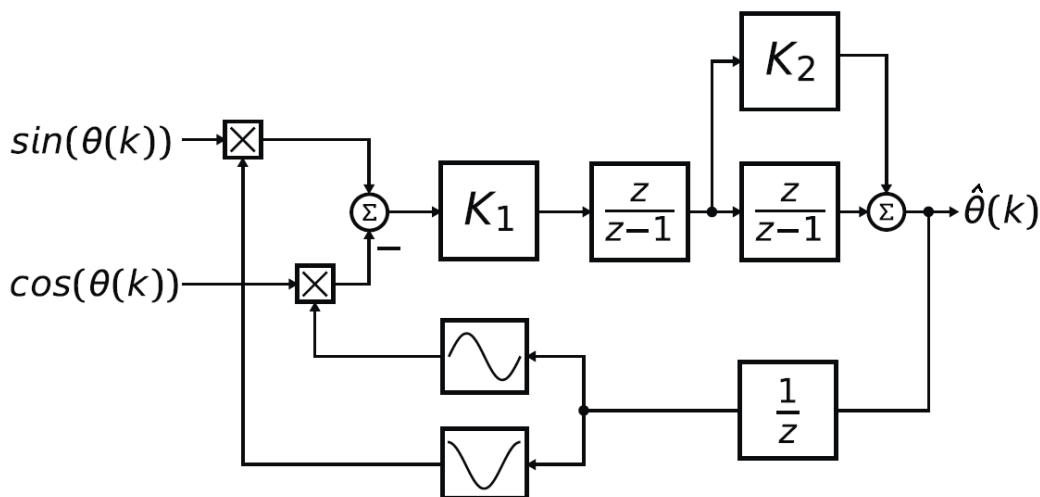 K₂
sin(θ(k))
Σ
K₁
z/(z−1)
z/(z−1)
Σ
θ̂(k)
−
cos(θ(k))
1/z